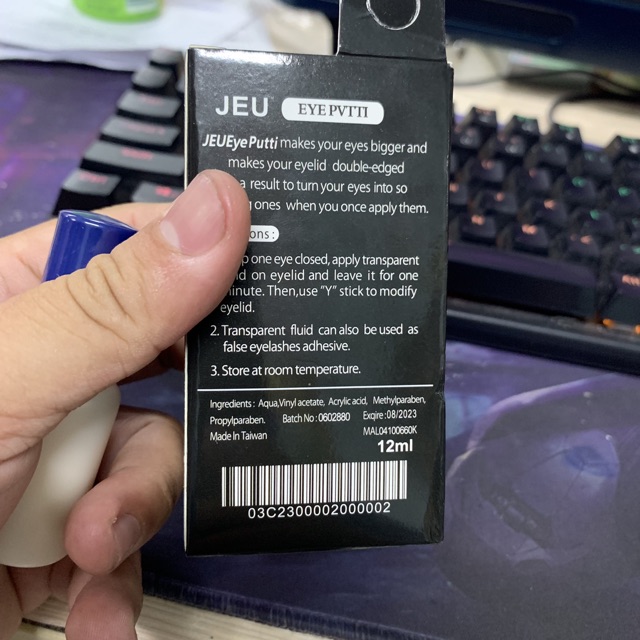 JEU EYE PVTTI
JEUEyePutti makes your eyes bigger and
makes your eyelid double-edged
a result to turn your eyes into so
ones when you once apply them.
one eye closed, apply transparent
on eyelid and leave it for one
Then,use "Y" stick to modify
eyelid.
2. Transparent fluid can also be used as
false eyelashes adhesive.
3. Store at room temperature.
Ingredients : Aqua,Vinyl acetate, Acrylic acid, Methylparaben,
Propylparaben. Batch No : 0602880 Exqire : 08/2023
Made In Taiwan MAL04100660K
12ml
03C2300002000002